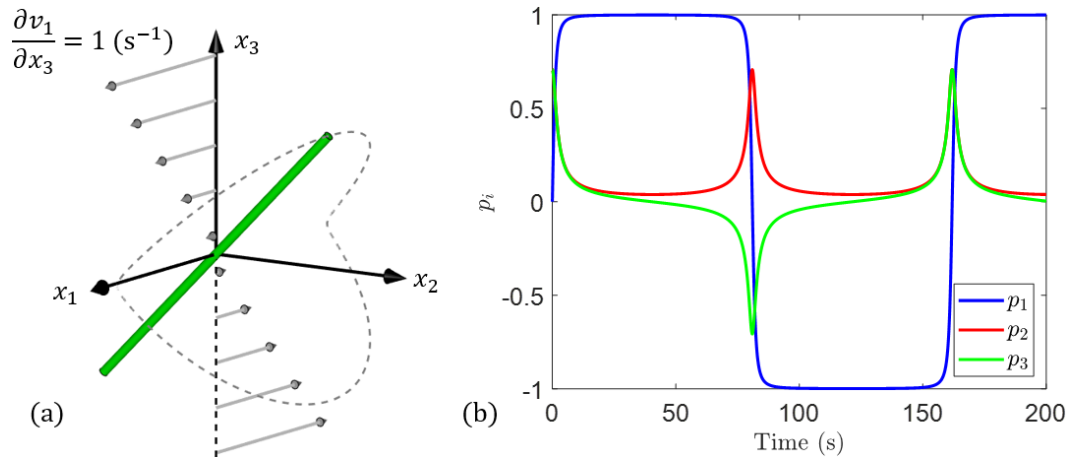 ∂v₁/∂x₃ = 1 (s⁻¹)
x₃
x₁
x₂
(a)
1
0.5
0
-0.5
-1
pᵢ
p₁
p₂
p₃
0
50
100
150
200
Time (s)
(b)